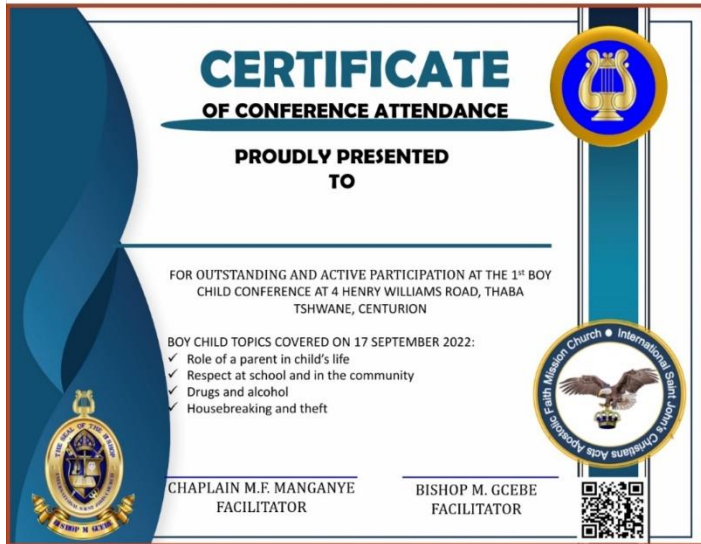 CERTIFICATE
OF CONFERENCE ATTENDANCE
PROUDLY PRESENTED
TO
FOR OUTSTANDING AND ACTIVE PARTICIPATION AT THE 1st BOY
CHILD CONFERENCE AT 4 HENRY WILLIAMS ROAD, THABA
TSHWANE, CENTURION
BOY CHILD TOPICS COVERED ON 17 SEPTEMBER 2022:
✓ Role of a parent in child's life
✓ Respect at school and in the community
✓ Drugs and alcohol
✓ Housebreaking and theft
International Saint John's Christians Acts Apostolic Faith Mission Church
THE SEAL OF THE BISHOP
BISHOP M GCEBE
CHAPLAIN M.F. MANGANYE
FACILITATOR
BISHOP M. GCEBE
FACILITATOR